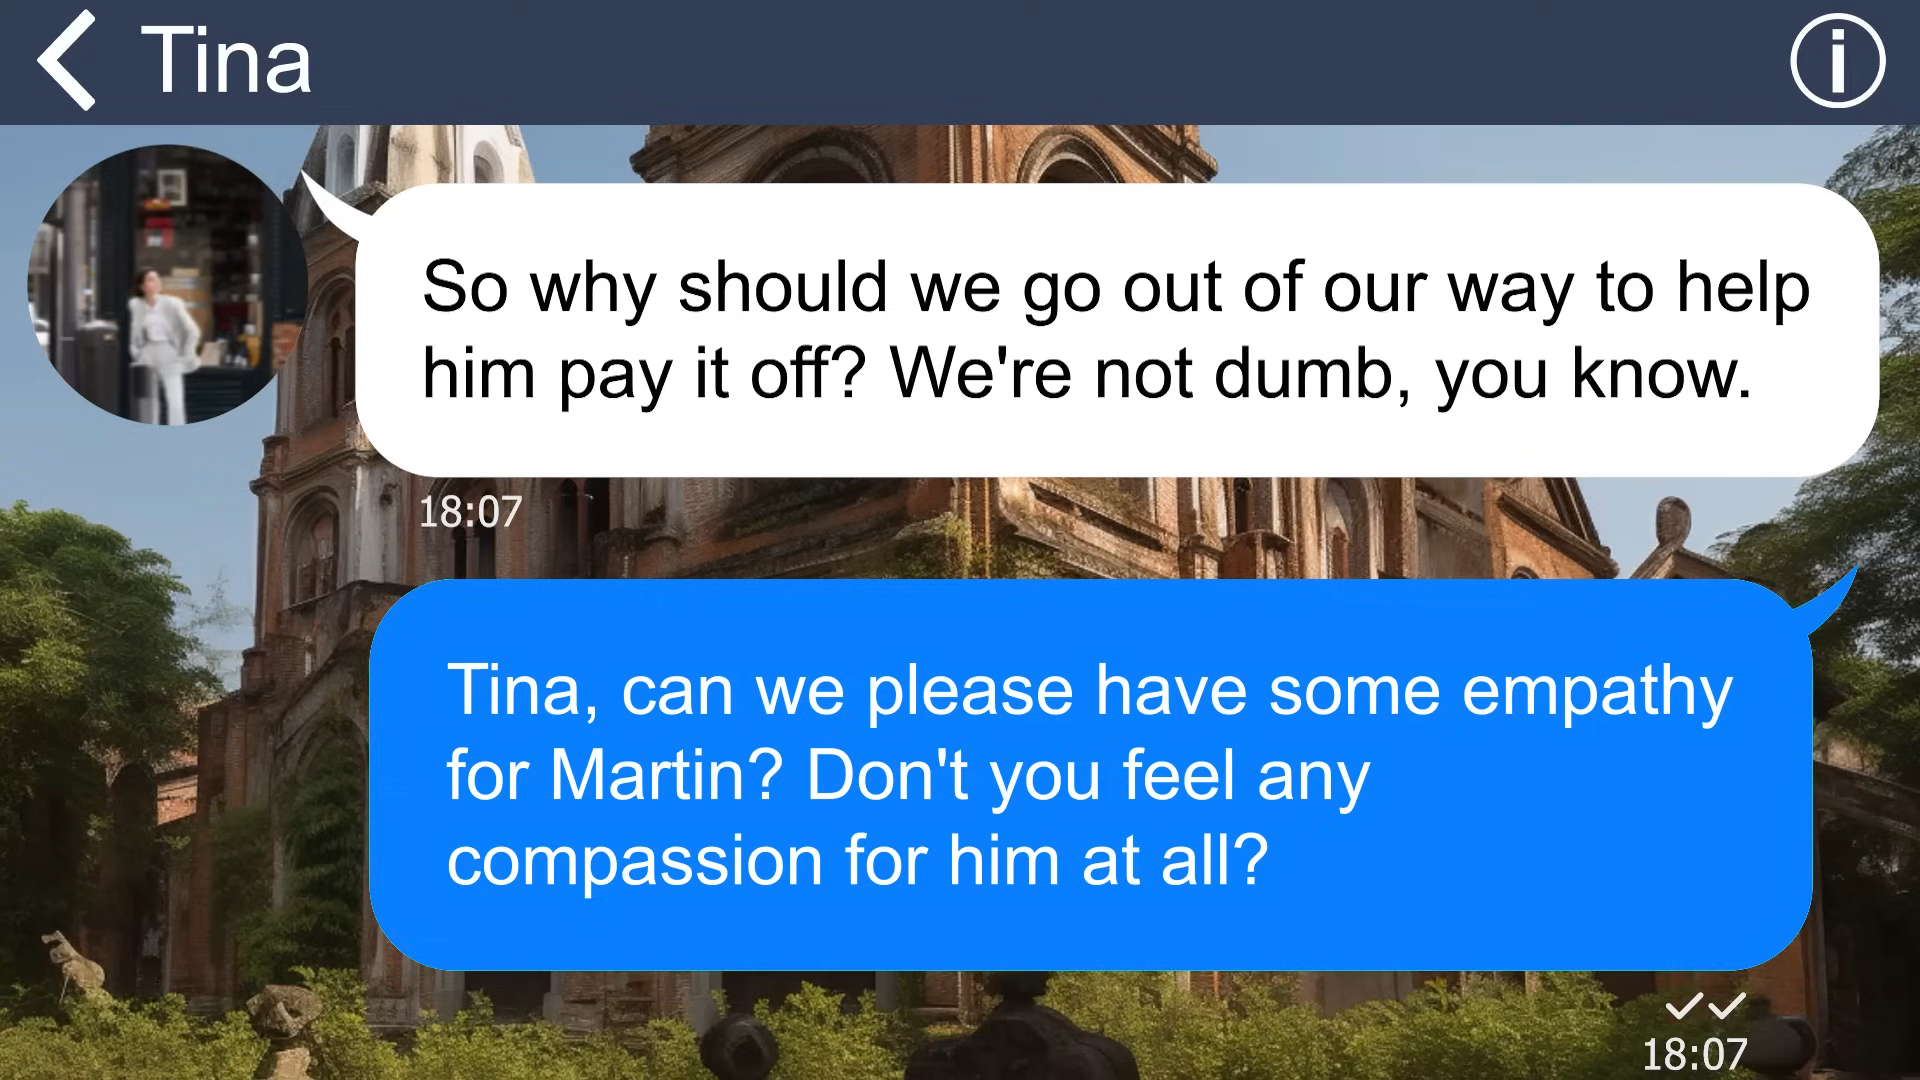 Tina
So why should we go out of our way to help
him pay it off? We're not dumb, you know.
18:07
Tina, can we please have some empathy
for Martin? Don't you feel any
compassion for him at all?
18:07